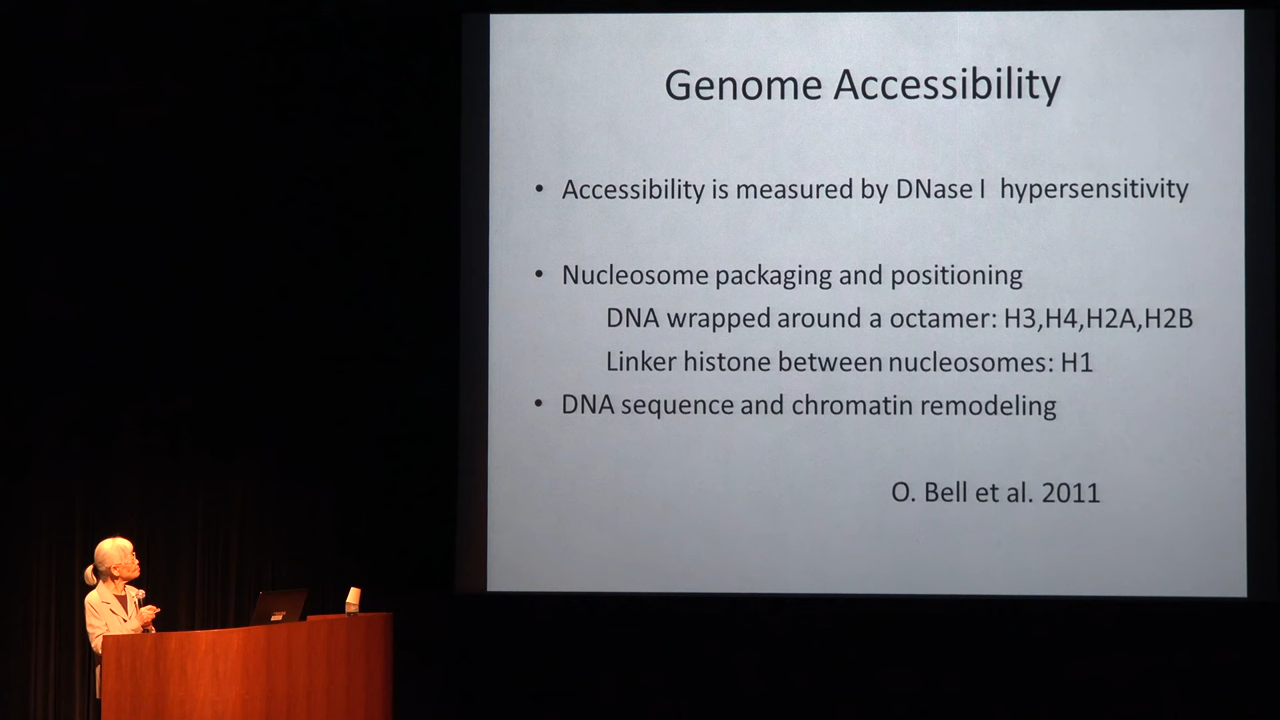 Genome Accessibility
• Accessibility is measured by DNase I hypersensitivity
• Nucleosome packaging and positioning
DNA wrapped around a octamer: H3,H4,H2A,H2B
Linker histone between nucleosomes: H1
• DNA sequence and chromatin remodeling
O. Bell et al. 2011